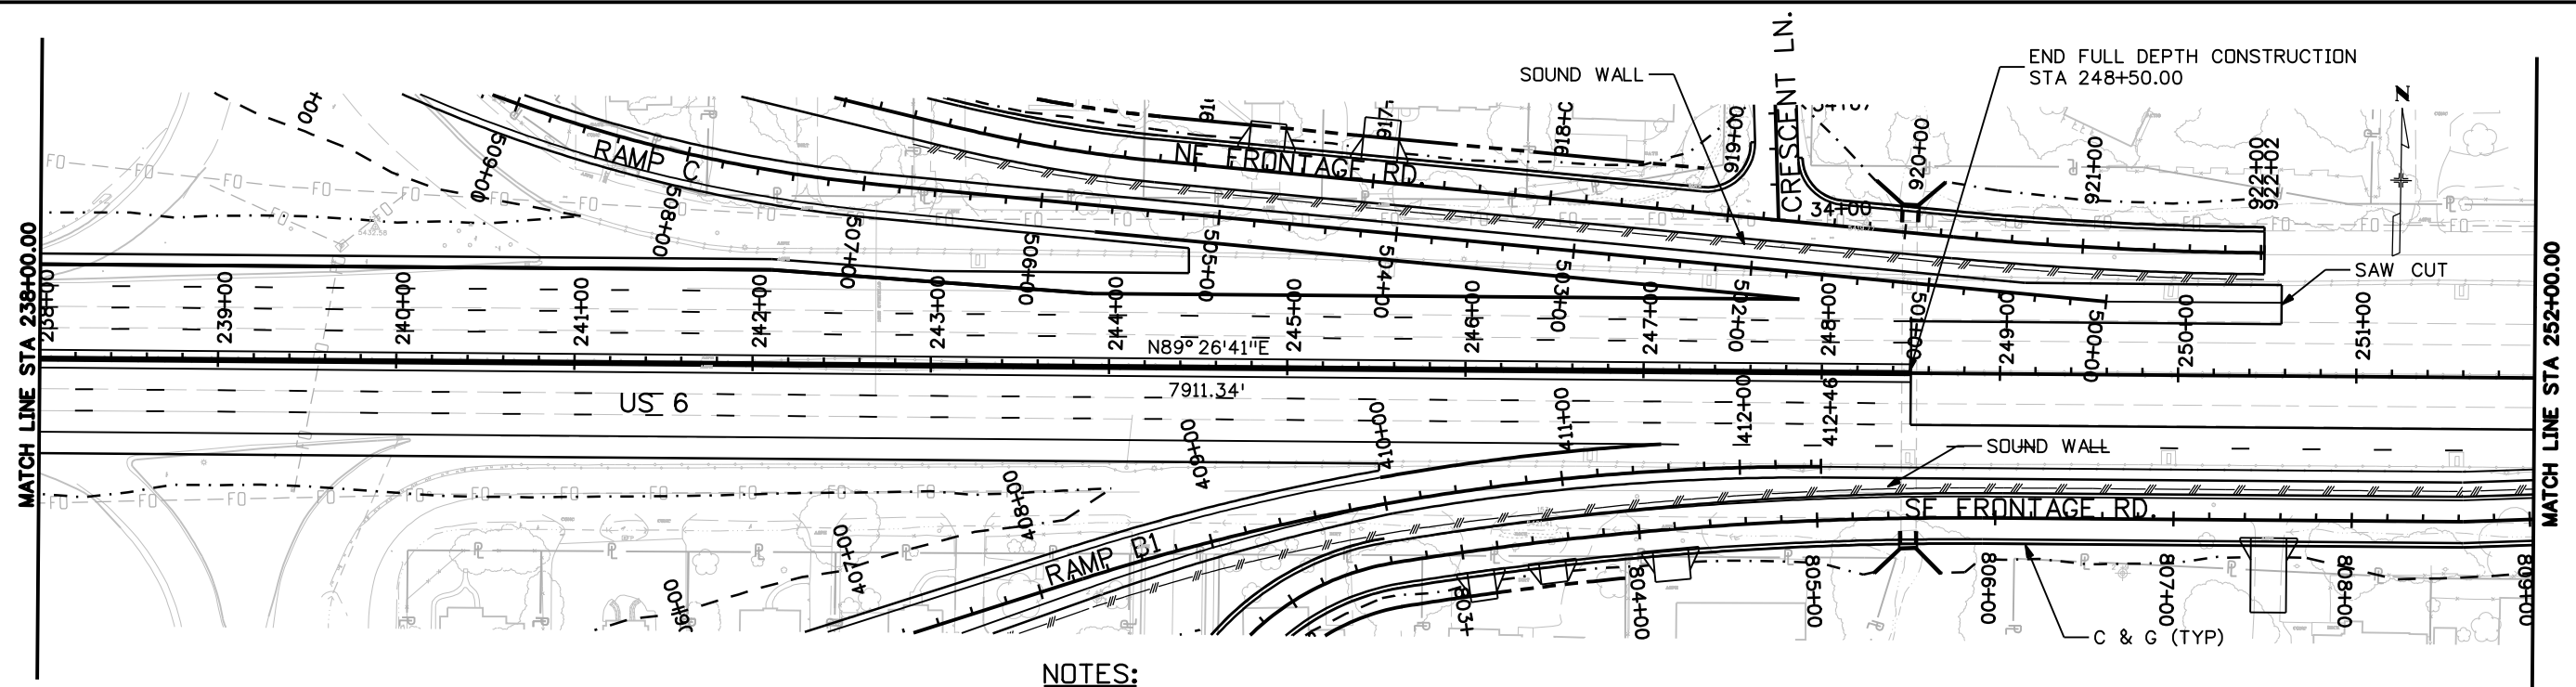 CRESCENT LN.
SOUND WALL
END FULL DEPTH CONSTRUCTION
STA 248+50.00
N
RAMP C
NE FRONTAGE RD.
509+00
508+00
507+00
506+00
505+00
504+00
503+00
502+00
501+00
500+00
918+0
919+00
920+00
921+00
922+00
922+02
34+00
SAW CUT
MATCH LINE STA 238+00.00
238+00
239+00
240+00
241+00
242+00
243+00
244+00
245+00
246+00
247+00
248+00
249+00
250+00
251+00
MATCH LINE STA 252+00.00
N89° 26'41"E
7911.34'
US 6
407+00
408+00
409+00
410+00
411+00
412+00
412+46
SOUND WALL
SE FRONTAGE RD.
RAMP B1
803+
804+00
805+00
806+00
807+00
808+00
809+00
C & G (TYP)
NOTES: